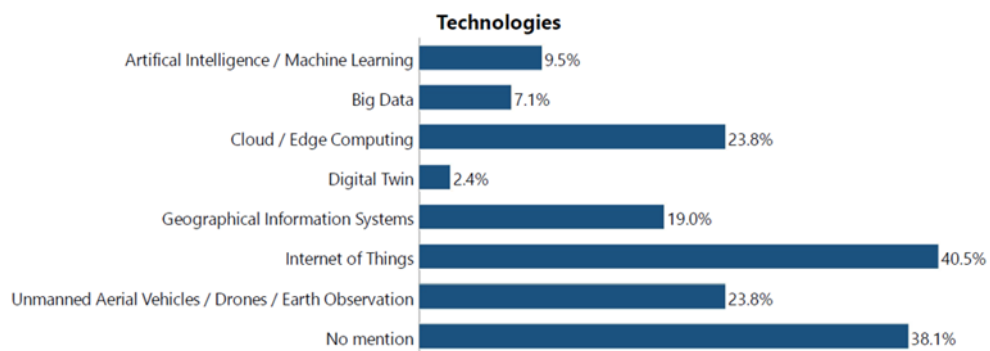 Technologies
Artifical Intelligence / Machine Learning 9.5%
Big Data 7.1%
Cloud / Edge Computing 23.8%
Digital Twin 2.4%
Geographical Information Systems 19.0%
Internet of Things 40.5%
Unmanned Aerial Vehicles / Drones / Earth Observation 23.8%
No mention 38.1%